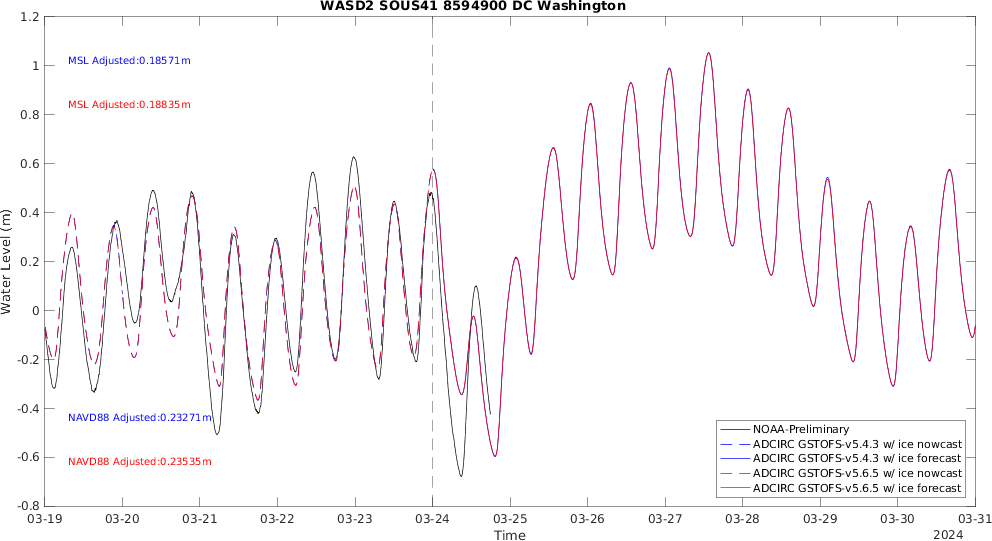 WASD2 SOUS41 8594900 DC Washington
1.2
1
0.8
0.6
0.4
0.2
0
-0.2
-0.4
-0.6
-0.8
Water Level (m)
MSL Adjusted:0.18571m
MSL Adjusted:0.18835m
NAVD88 Adjusted:0.23271m
NAVD88 Adjusted:0.23535m
NOAA-Preliminary
ADCIRC GSTOFS-v5.4.3 w/ ice nowcast
ADCIRC GSTOFS-v5.4.3 w/ ice forecast
ADCIRC GSTOFS-v5.6.5 w/ ice nowcast
ADCIRC GSTOFS-v5.6.5 w/ ice forecast
03-19 03-20 03-21 03-22 03-23 03-24 03-25 03-26 03-27 03-28 03-29 03-30 03-31
Time
2024